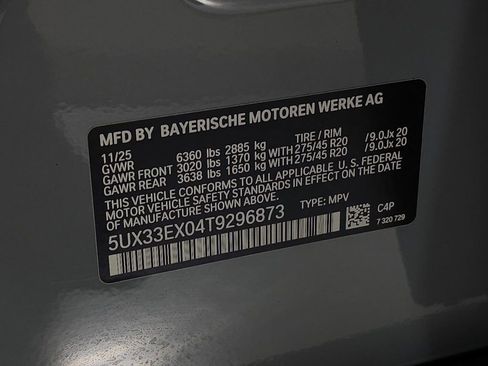 MFD BY BAYERISCHE MOTOREN WERKE AG
11/25 6360 lbs 2885 kg TIRE / RIM
GVWR
GAWR FRONT 3020 lbs 1370 kg WITH 275/45 R20 /9.0Jx 20
GAWR REAR 3638 lbs 1650 kg WITH 275/45 R20 /9.0Jx 20
THIS VEHICLE CONFORMS TO ALL APPLICABLE U. S. FEDERAL
MOTOR VEHICLE SAFETY STANDARDS IN EFFECT ON THE DATE
OF MANUFACTURE SHOWN ABOVE.
5UX33EX04T9296873 TYPE: MPV
C4P
7 320 729